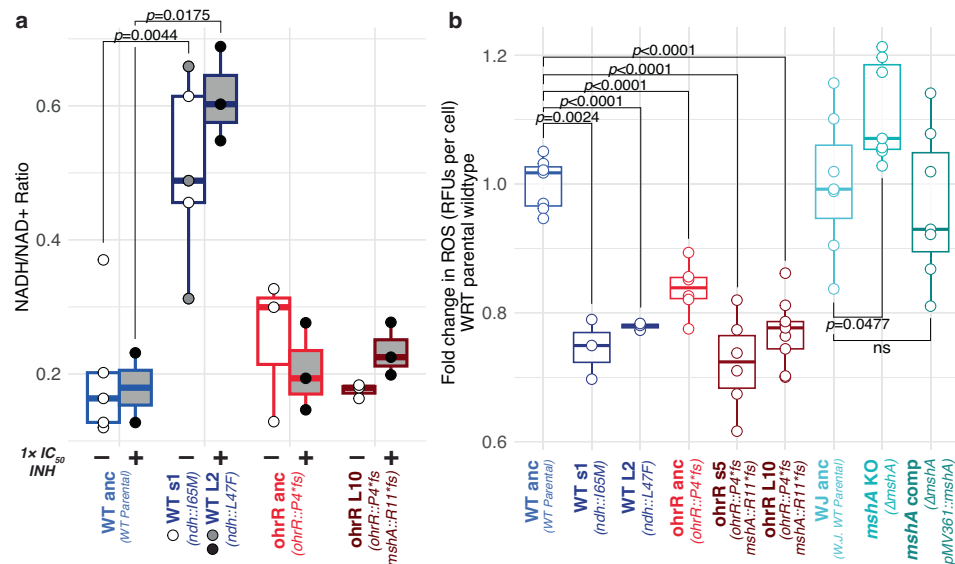 a
p=0.0175
p=0.0044
NADH/NAD+ Ratio
0.6
0.4
0.2
1× IC50
INH
− + − + − + − +
WT anc
(WT Parental)
WT s1
(ndh::I65M)
WT L2
(ndh::L47F)
ohrR anc
(ohrR::P4*fs)
ohrR L10
(ohrR::P4*fs
mshA::R11*fs)
b
Fold change in ROS (RFUs per cell)
WRT parental wildtype
1.2
1.0
0.8
0.6
p<0.0001
p<0.0001
p<0.0001
p<0.0001
p=0.0024
p=0.0477
ns
WT anc
(WT Parental)
WT s1
(ndh::I65M)
WT L2
(ndh::L47F)
ohrR anc
(ohrR::P4*fs)
ohrR s5
(ohrR::P4*fs
mshA::R11*fs)
ohrR L10
(ohrR::P4*fs
mshA::R11*fs)
WJ anc
(W.J. WT Parental)
mshA KO
(ΔmshA)
mshA comp
(ΔmshA
pMV361::mshA)